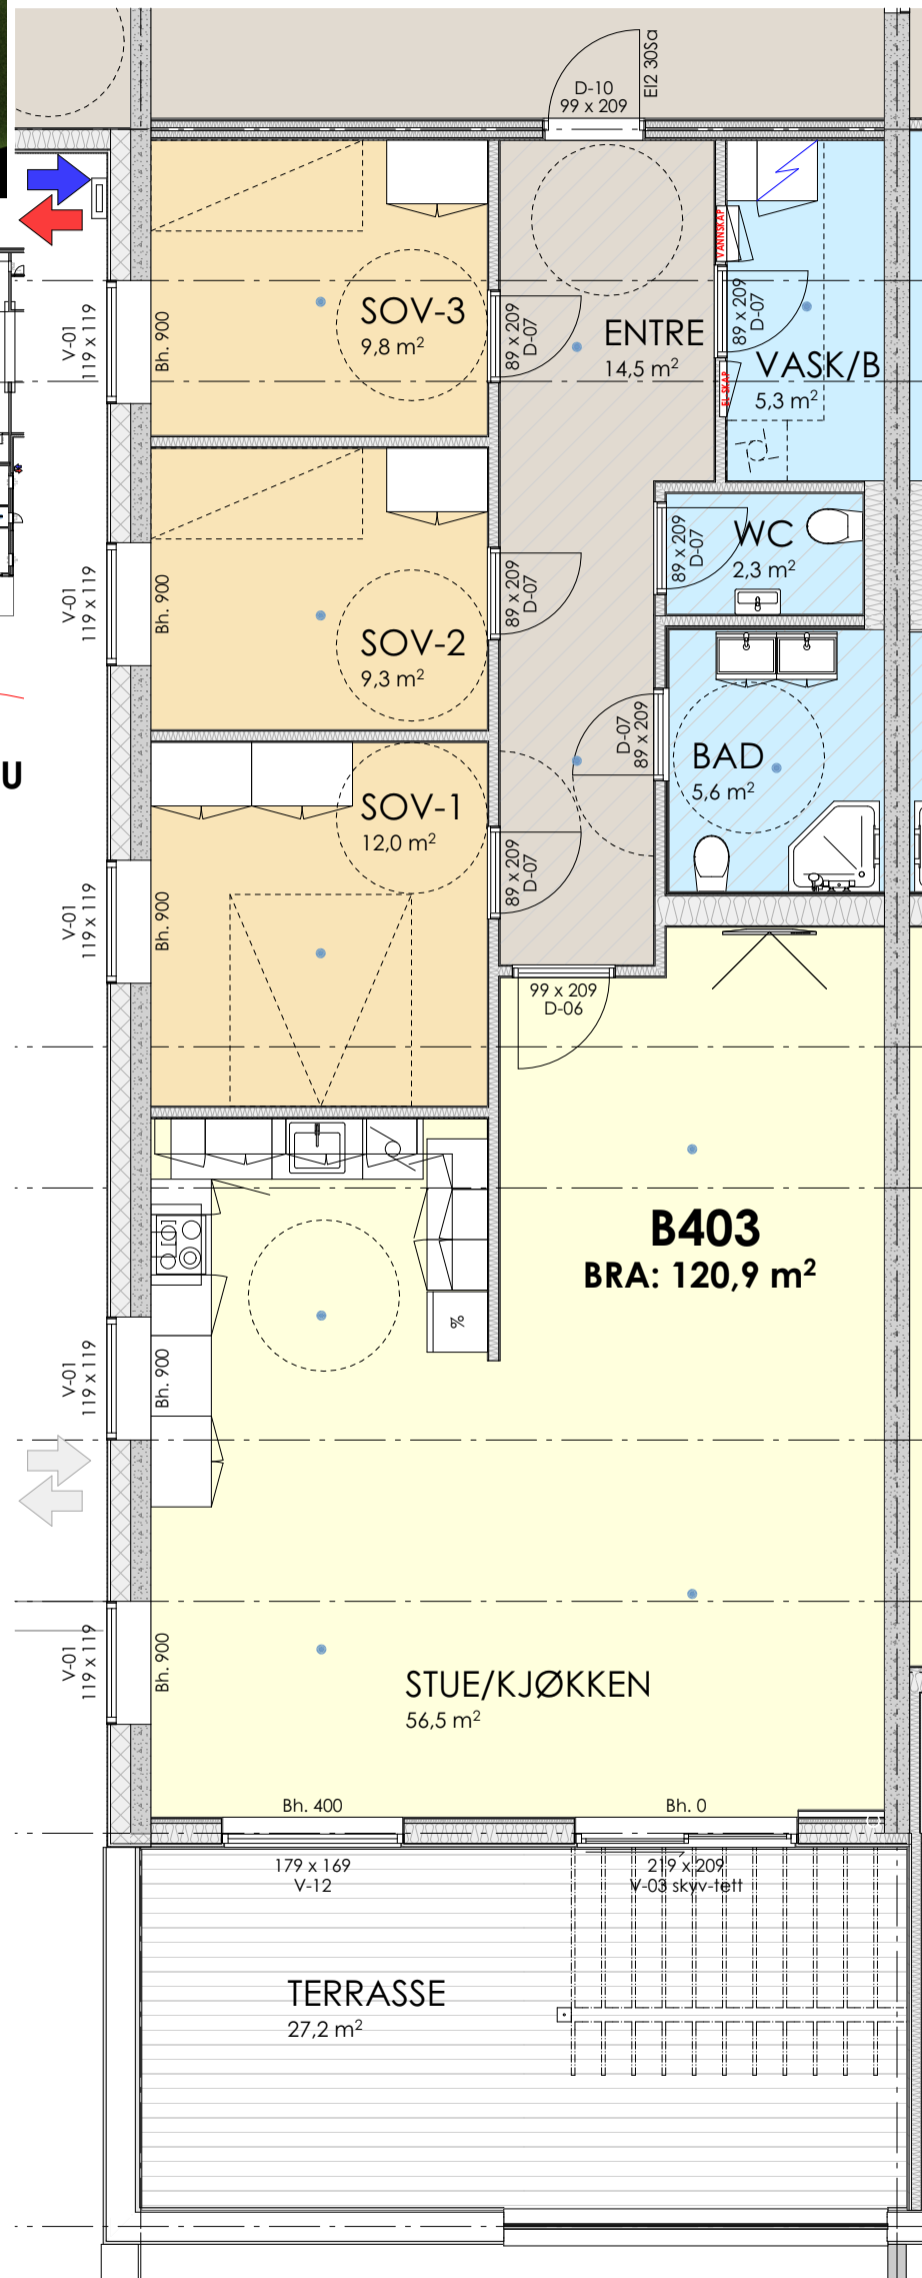 D-10
99 x 209
EI2 30Sa
V-01
119 x 119
Bh. 900
SOV-3
9,8 m²
89 x 209
D-07
ENTRE
14,5 m²
VANNSKAP
89 x 209
D-07
EL SKAP
VASK/B
5,3 m²
V-01
119 x 119
Bh. 900
SOV-2
9,3 m²
89 x 209
D-07
89 x 209
D-07
WC
2,3 m²
U
D-07
89 x 209
BAD
5,6 m²
V-01
119 x 119
Bh. 900
SOV-1
12,0 m²
89 x 209
D-07
99 x 209
D-06
B403
BRA: 120,9 m²
%
V-01
119 x 119
Bh. 900
V-01
119 x 119
Bh. 900
STUE/KJØKKEN
56,5 m²
Bh. 400
Bh. 0
179 x 169
V-12
219 x 209
V-03 skyv-tett
TERRASSE
27,2 m²